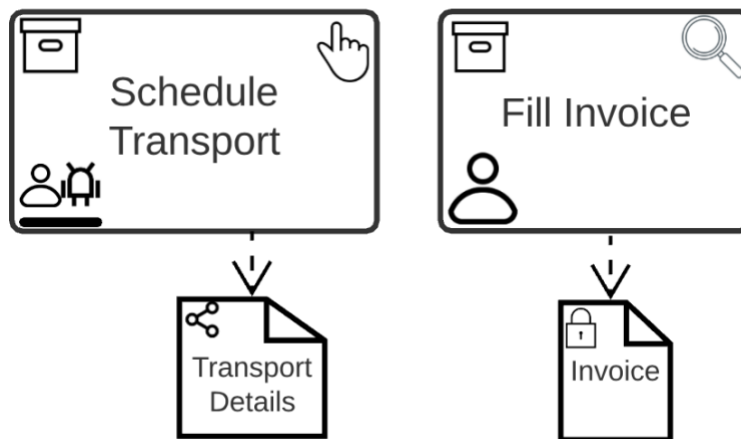 Schedule
Transport
Fill Invoice
Transport
Details
Invoice